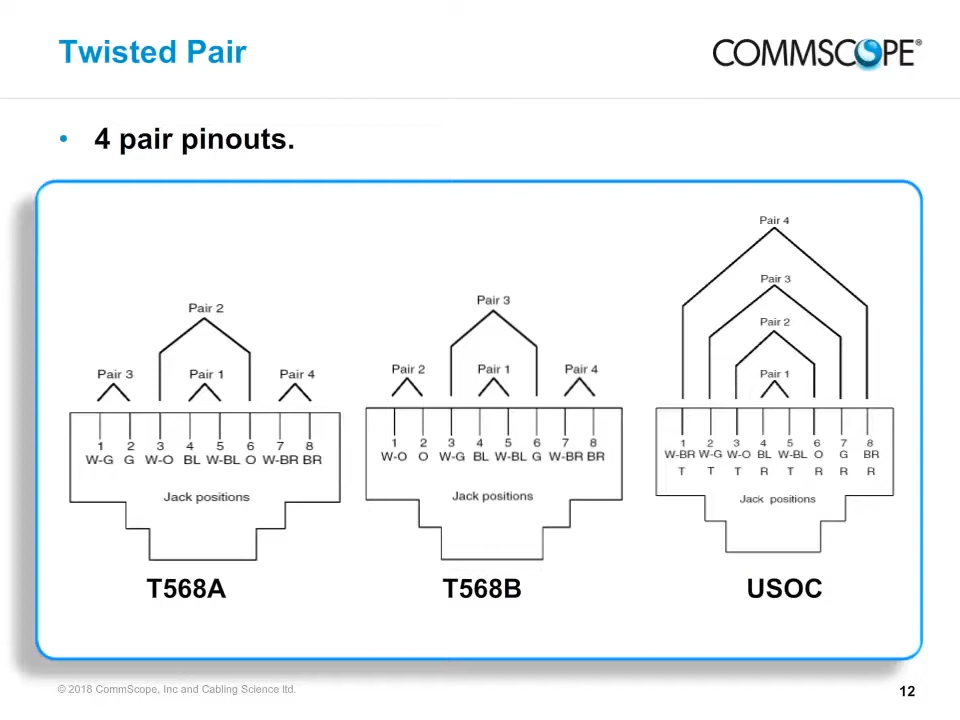 Twisted Pair
COMMSCOPE®
• 4 pair pinouts.
Pair 2
Pair 3 Pair 1 Pair 4
1 2 3 4 5 6 7 8
W-G G W-O BL W-BL O W-BR BR
Jack positions
T568A
Pair 3
Pair 2 Pair 1 Pair 4
1 2 3 4 5 6 7 8
W-O O W-G BL W-BL G W-BR BR
Jack positions
T568B
Pair 4
Pair 3
Pair 2
Pair 1
1 2 3 4 5 6 7 8
W-BR W-G W-O BL W-BL O G BR
T T T R T R R R
Jack positions
USOC
© 2018 CommScope, Inc and Cabling Science ltd.
12